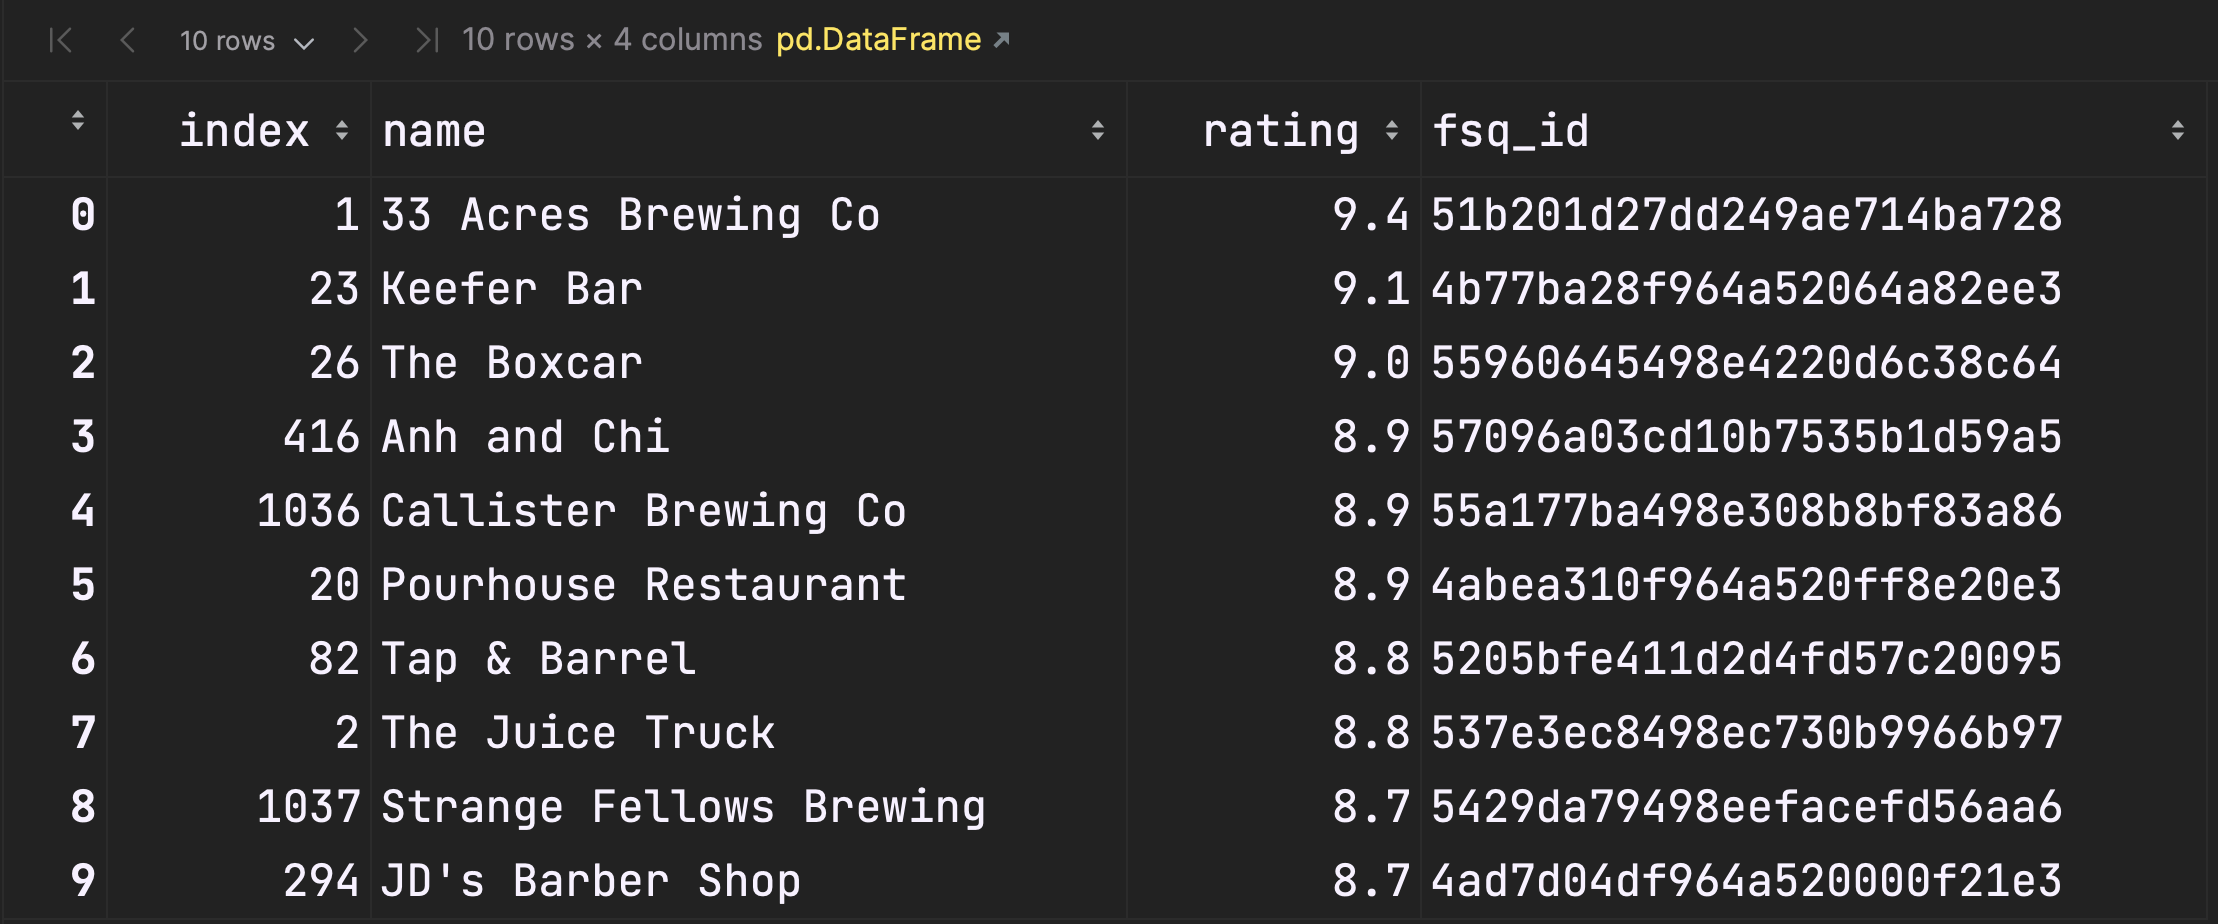 10 rows 10 rows × 4 columns pd.DataFrame
index name rating fsq_id
0 1 33 Acres Brewing Co 9.4 51b201d27dd249ae714ba728
1 23 Keefer Bar 9.1 4b77ba28f964a52064a82ee3
2 26 The Boxcar 9.0 55960645498e4220d6c38c64
3 416 Anh and Chi 8.9 57096a03cd10b7535b1d59a5
4 1036 Callister Brewing Co 8.9 55a177ba498e308b8bf83a86
5 20 Pourhouse Restaurant 8.9 4abea310f964a520ff8e20e3
6 82 Tap & Barrel 8.8 5205bfe411d2d4fd57c20095
7 2 The Juice Truck 8.8 537e3ec8498ec730b9966b97
8 1037 Strange Fellows Brewing 8.7 5429da79498eefacefd56aa6
9 294 JD's Barber Shop 8.7 4ad7d04df964a520000f21e3